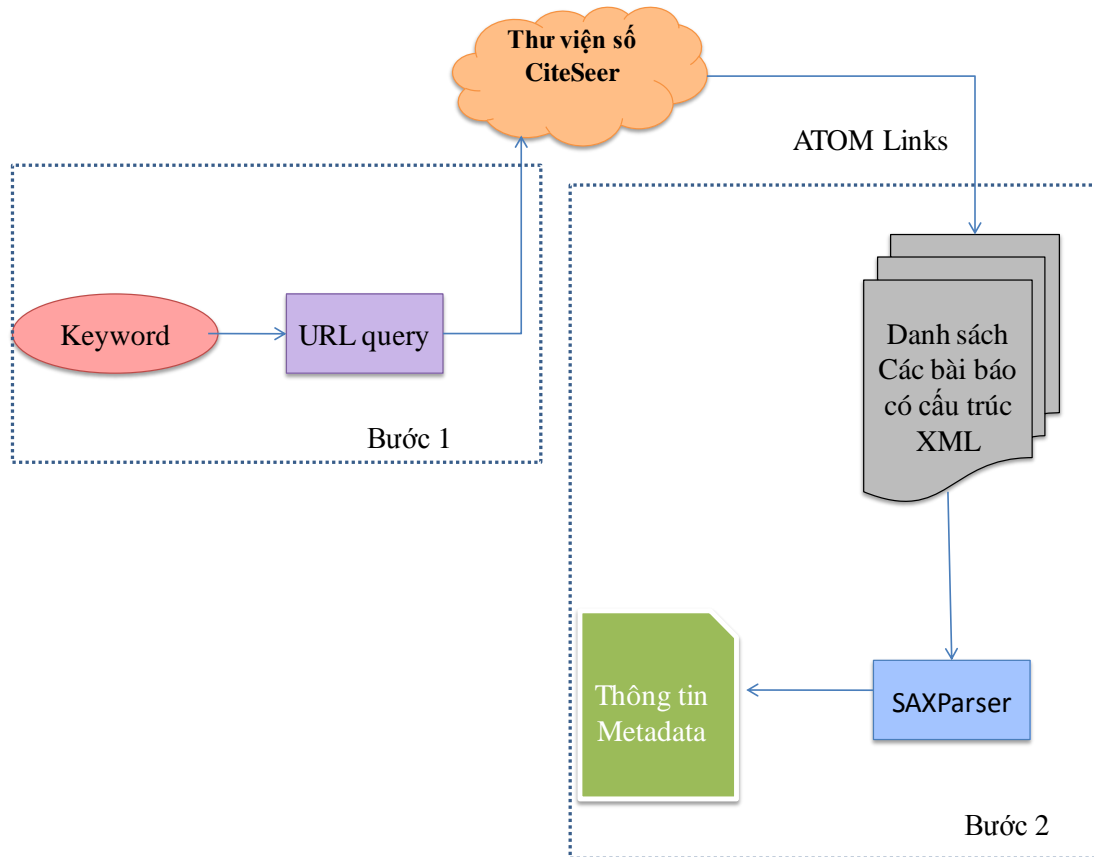 Thư viện số
CiteSeer
ATOM Links
Keyword
URL query
Bước 1
Danh sách
Các bài báo
có cấu trúc
XML
Thông tin
Metadata
SAXParser
Bước 2